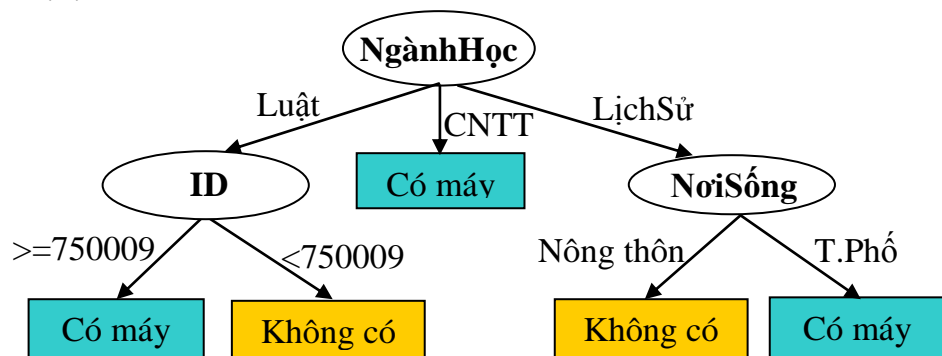 NgànhHọc
Luật
CNTT
LịchSử
ID
Có máy
NơiSống
>=750009
<750009
Nông thôn
T.Phố
Có máy
Không có
Không có
Có máy